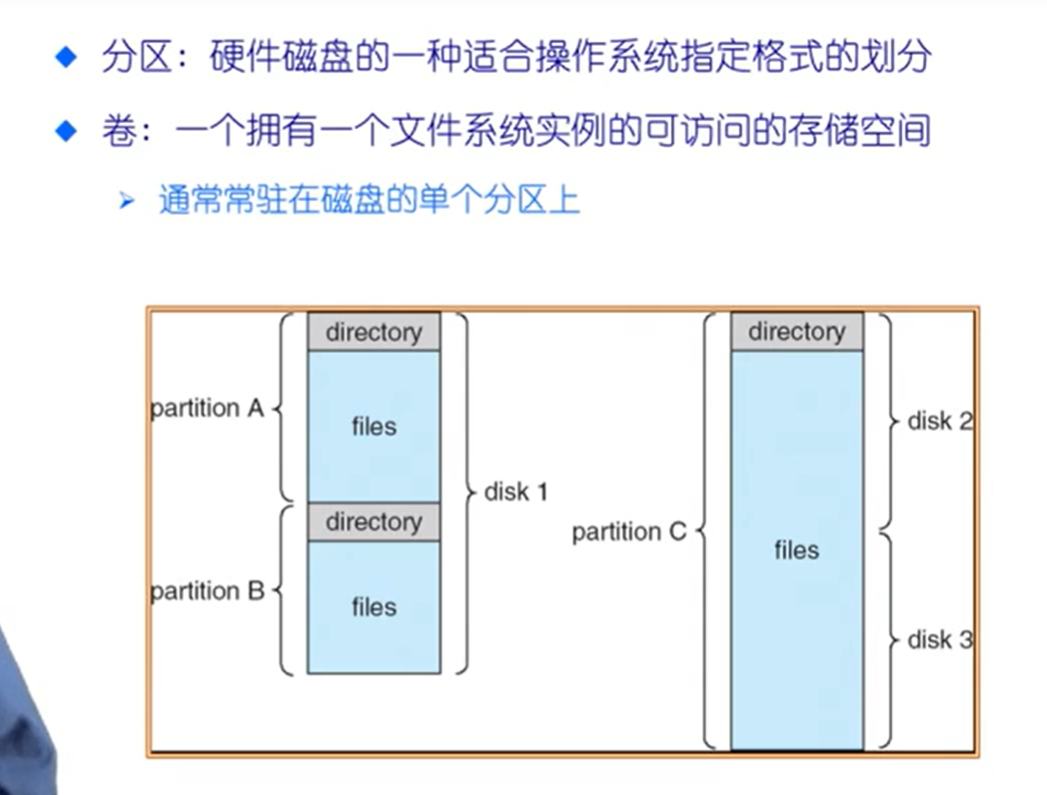 分区：硬件磁盘的一种适合操作系统指定格式的划分
卷：一个拥有一个文件系统实例的可访问的存储空间
通常常驻在磁盘的单个分区上
directory
partition A
files
disk 1
directory
partition B
files
directory
disk 2
partition C
files
disk 3